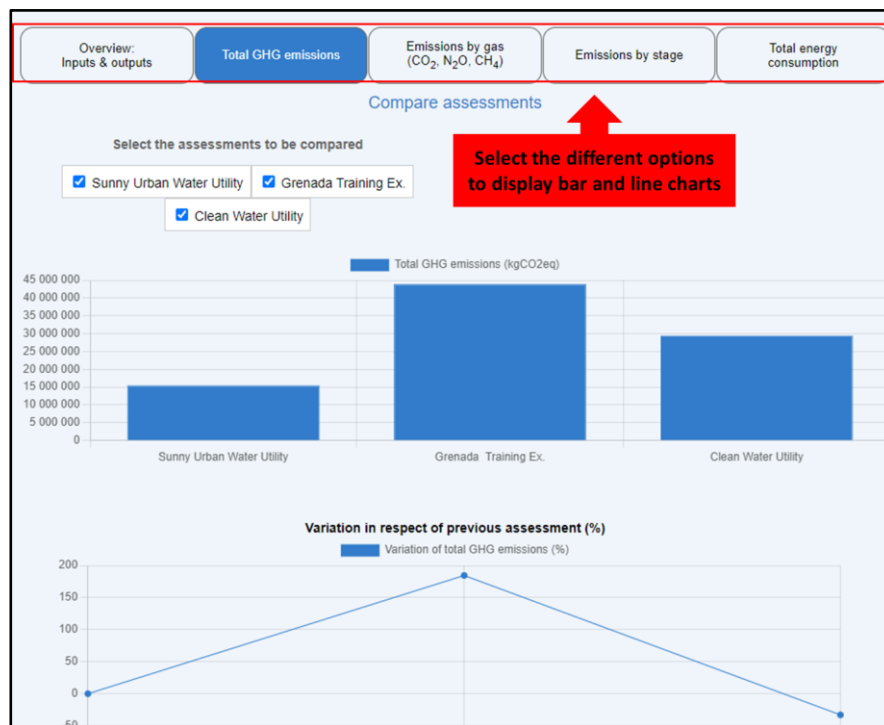 Overview:
Inputs & outputs
Total GHG emissions
Emissions by gas
(CO₂, N₂O, CH₄)
Emissions by stage
Total energy
consumption
Compare assessments
Select the assessments to be compared
Select the different options
to display bar and line charts
Sunny Urban Water Utility
Grenada Training Ex.
Clean Water Utility
Total GHG emissions (kgCO2eq)
45 000 000
40 000 000
35 000 000
30 000 000
25 000 000
20 000 000
15 000 000
10 000 000
5 000 000
0
Sunny Urban Water Utility
Grenada Training Ex.
Clean Water Utility
Variation in respect of previous assessment (%)
Variation of total GHG emissions (%)
200
150
100
50
0